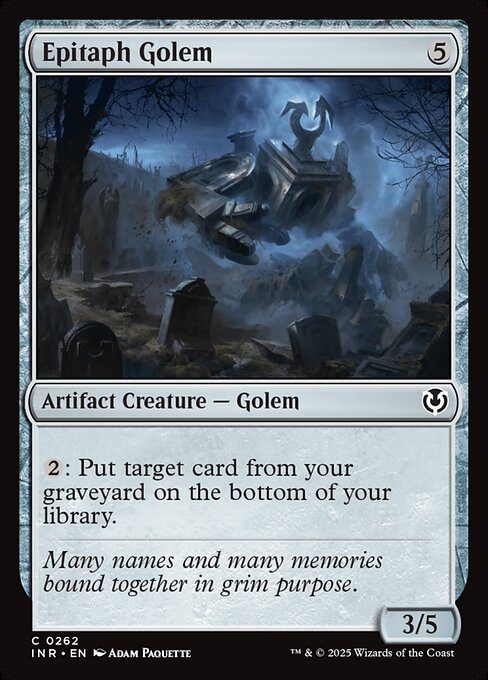 Epitaph Golem 5
Artifact Creature — Golem
2: Put target card from your
graveyard on the bottom of your
library.
Many names and many memories
bound together in grim purpose.
3/5
C 0262
INR • EN Adam Paquette
™ & © 2025 Wizards of the Coast